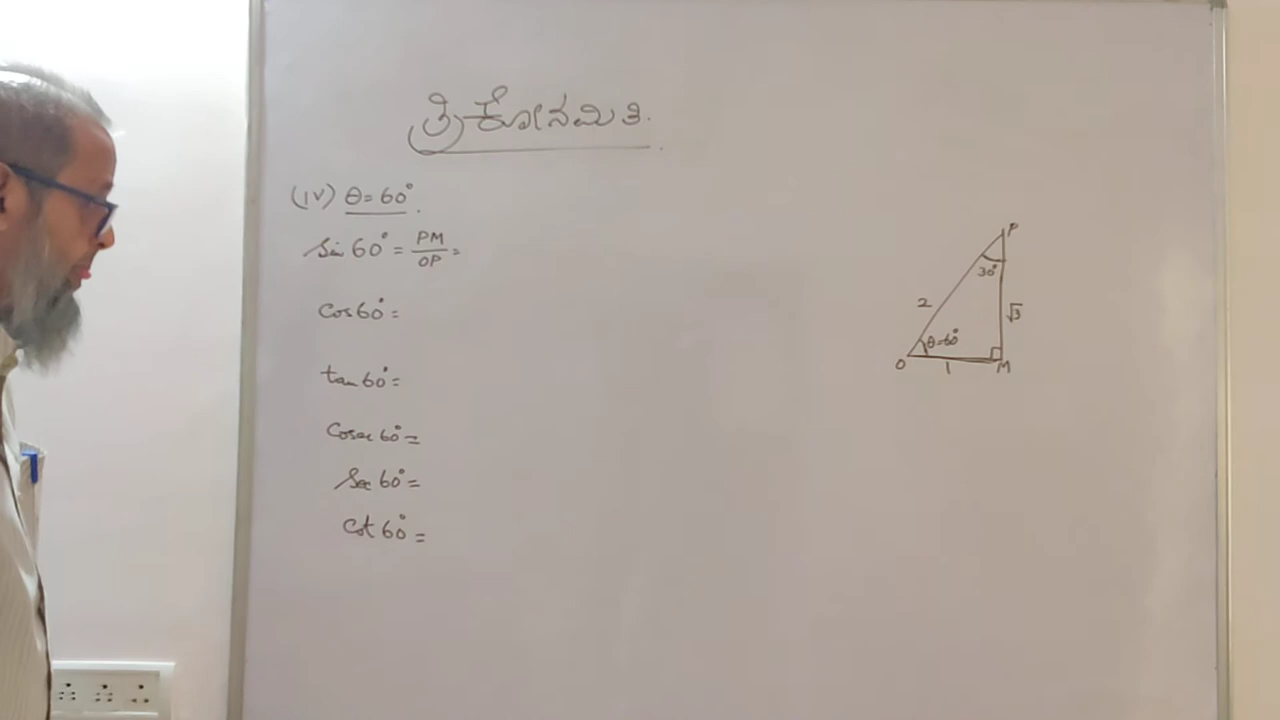 ತ್ರಿಕೋನಮಿತಿ.
(IV) θ=60°.
Sin 60° = PM/OP =
Cos 60° =
tan 60° =
Cosec 60° =
Sec 60° =
Cot 60° =
P
30°
2
√3
θ=60°
O
1
M